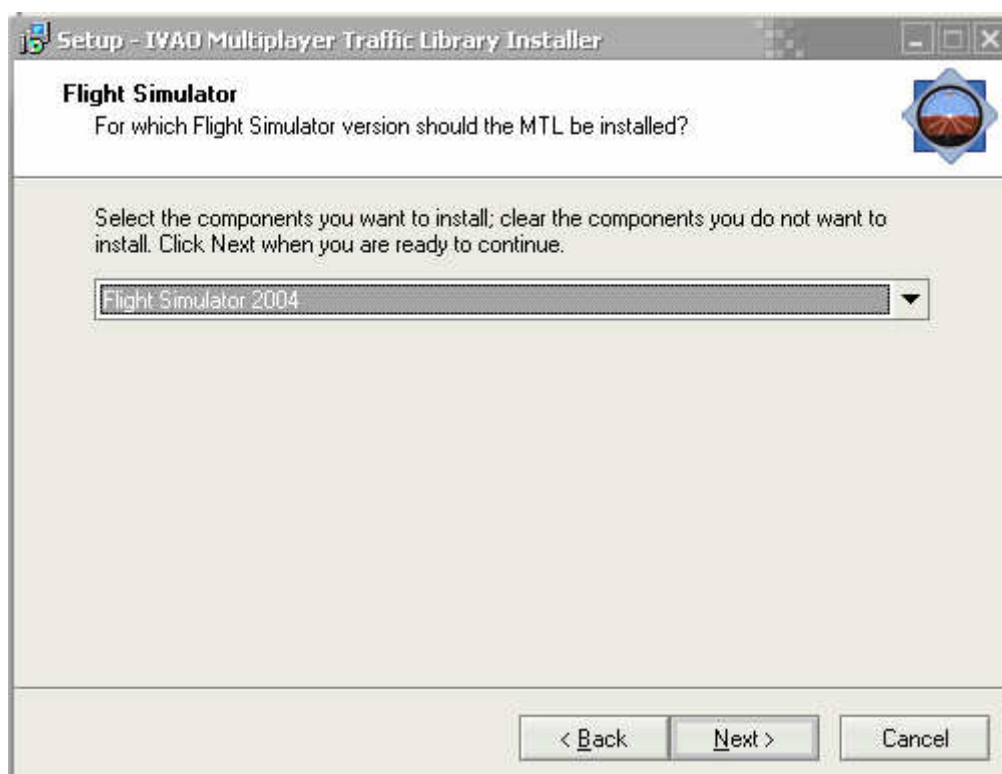 Setup - IVAO Multiplayer Traffic Library Installer
Flight Simulator
For which Flight Simulator version should the MTL be installed?
Select the components you want to install; clear the components you do not want to
install. Click Next when you are ready to continue.
Flight Simulator 2004
< Back Next > Cancel